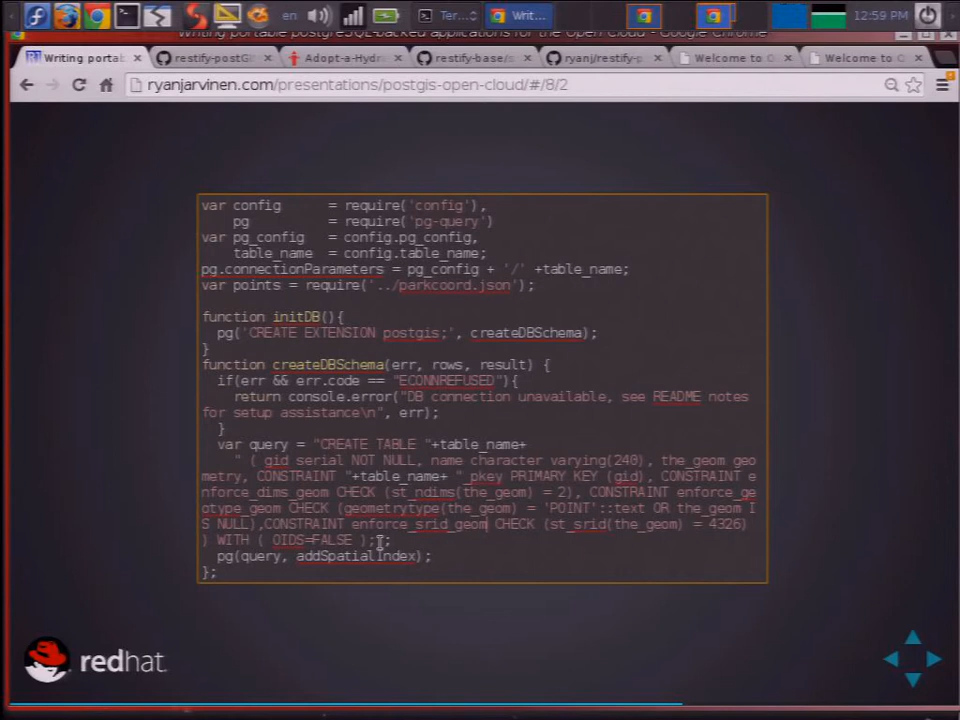 en
Ter...
Writ...
12:59 PM
Writing portable postgreSQL-backed applications for the Open Cloud - Google Chrome
Writing portab
restify-postGI
Adopt-a-Hydr
restify-base/s
ryanj/restify-p
Welcome to O
Welcome to O
ryanjarvinen.com/presentations/postgis-open-cloud/#/8/2
var config = require('config'),
pg = require('pg-query')
var pg_config = config.pg_config,
table_name = config.table_name;
pg.connectionParameters = pg_config + '/' +table_name;
var points = require('../parkcoord.json');
function initDB(){
pg('CREATE EXTENSION postgis;', createDBSchema);
}
function createDBSchema(err, rows, result) {
if(err && err.code == "ECONNREFUSED"){
return console.error("DB connection unavailable, see README notes
for setup assistance\n", err);
}
var query = "CREATE TABLE "+table_name+
" ( gid serial NOT NULL, name character varying(240), the_geom geo
metry, CONSTRAINT "+table_name+ "_pkey PRIMARY KEY (gid), CONSTRAINT e
nforce_dims_geom CHECK (st_ndims(the_geom) = 2), CONSTRAINT enforce_ge
otype_geom CHECK (geometrytype(the_geom) = 'POINT'::text OR the_geom I
S NULL),CONSTRAINT enforce_srid_geom CHECK (st_srid(the_geom) = 4326)
) WITH ( OIDS=FALSE );";
pg(query, addSpatialIndex);
};
redhat.